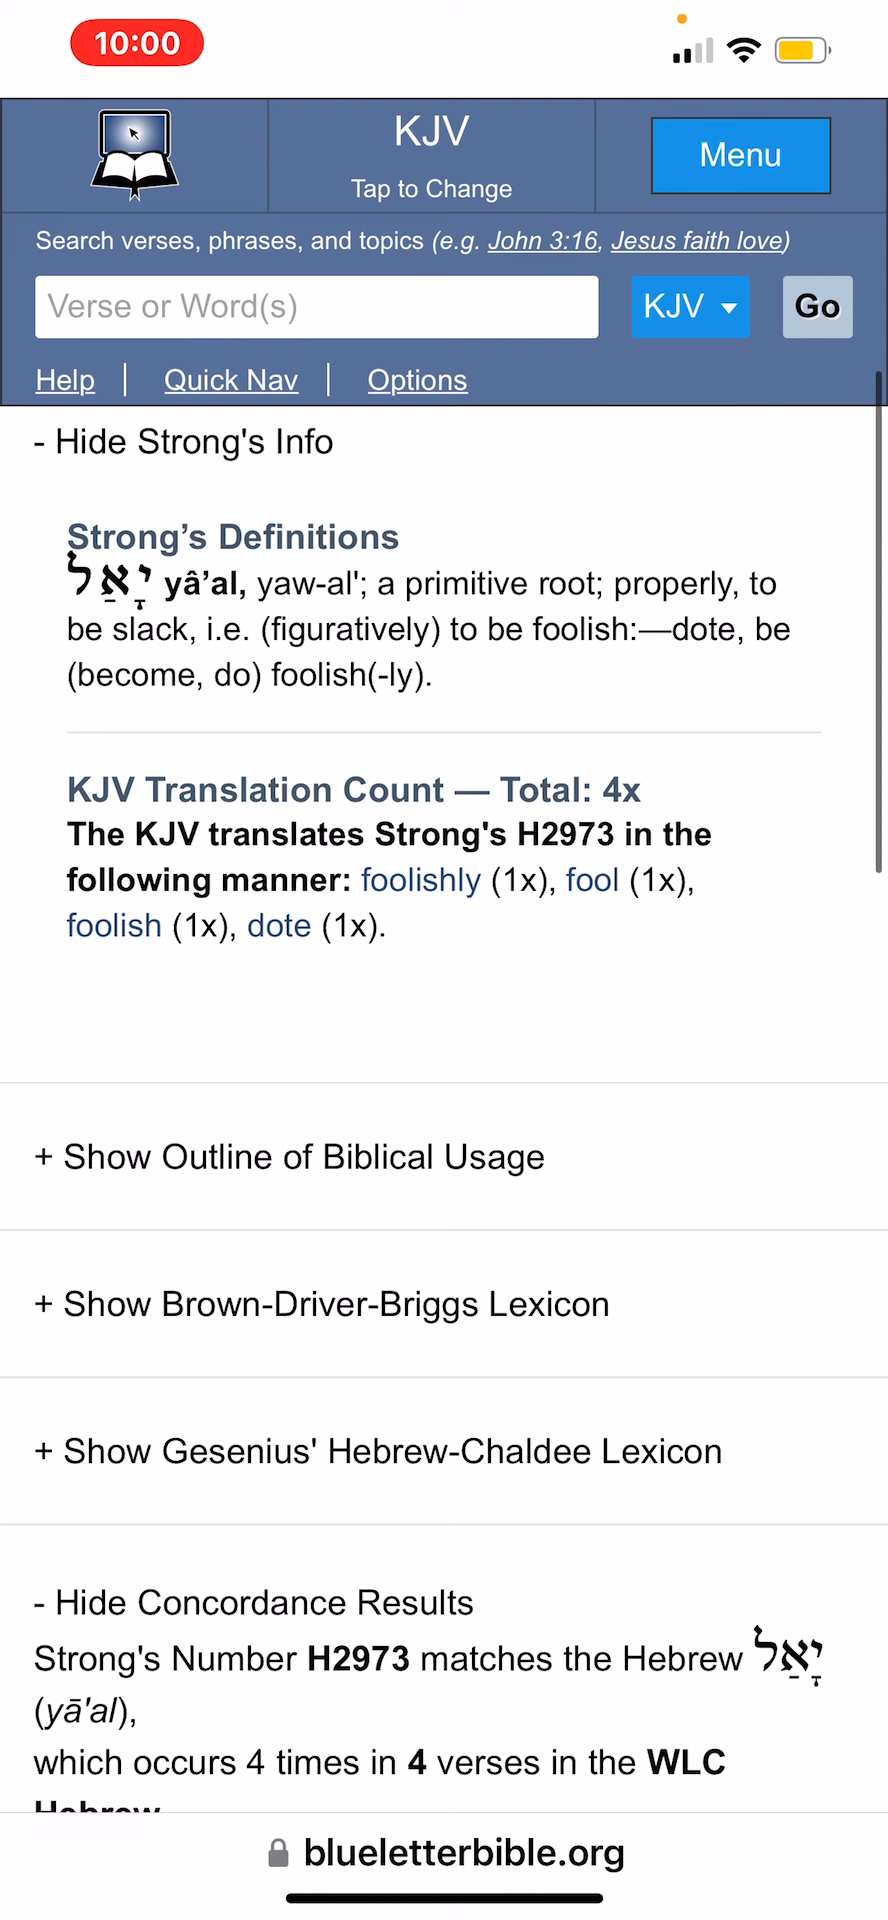 10:00
KJV
Tap to Change
Menu
Search verses, phrases, and topics (e.g. John 3:16, Jesus faith love)
Verse or Word(s)
KJV
Go
Help | Quick Nav | Options
- Hide Strong's Info
Strong’s Definitions
יָאַל yâʼal, yaw-al'; a primitive root; properly, to
be slack, i.e. (figuratively) to be foolish:—dote, be
(become, do) foolish(-ly).
KJV Translation Count — Total: 4x
The KJV translates Strong's H2973 in the
following manner: foolishly (1x), fool (1x),
foolish (1x), dote (1x).
+ Show Outline of Biblical Usage
+ Show Brown-Driver-Briggs Lexicon
+ Show Gesenius' Hebrew-Chaldee Lexicon
- Hide Concordance Results
Strong's Number H2973 matches the Hebrew יָאַל
(yā'al),
which occurs 4 times in 4 verses in the WLC
Hebrew
blueletterbible.org